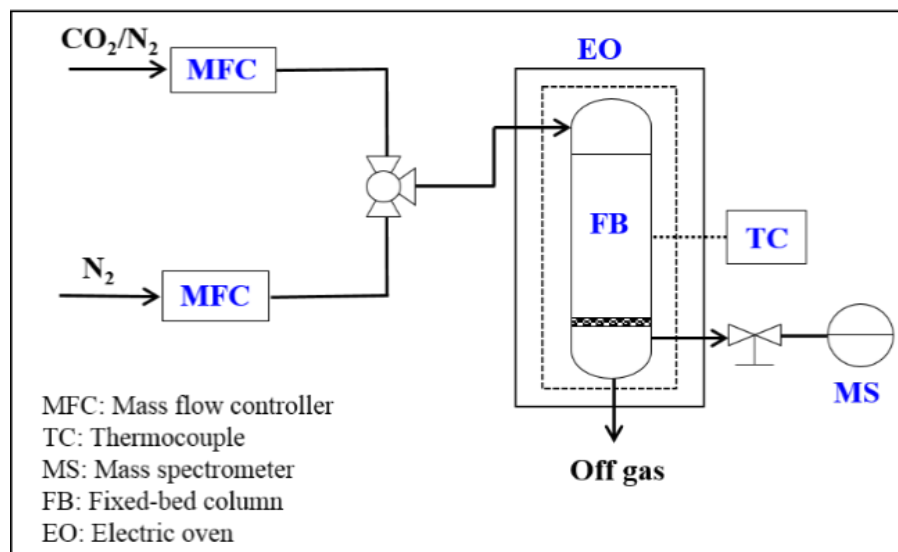 CO₂/N₂
MFC
EO
FB
TC
N₂
MFC
MS
Off gas
MFC: Mass flow controller
TC: Thermocouple
MS: Mass spectrometer
FB: Fixed-bed column
EO: Electric oven